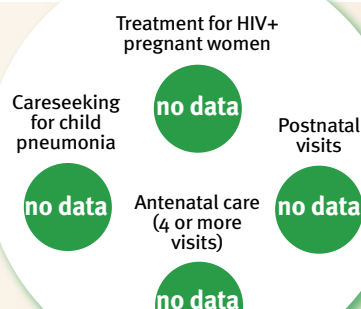 Treatment for HIV+
pregnant women
no data
Careseeking
for child
pneumonia
no data
Postnatal
visits
no data
Antenatal care
(4 or more
visits)
no data